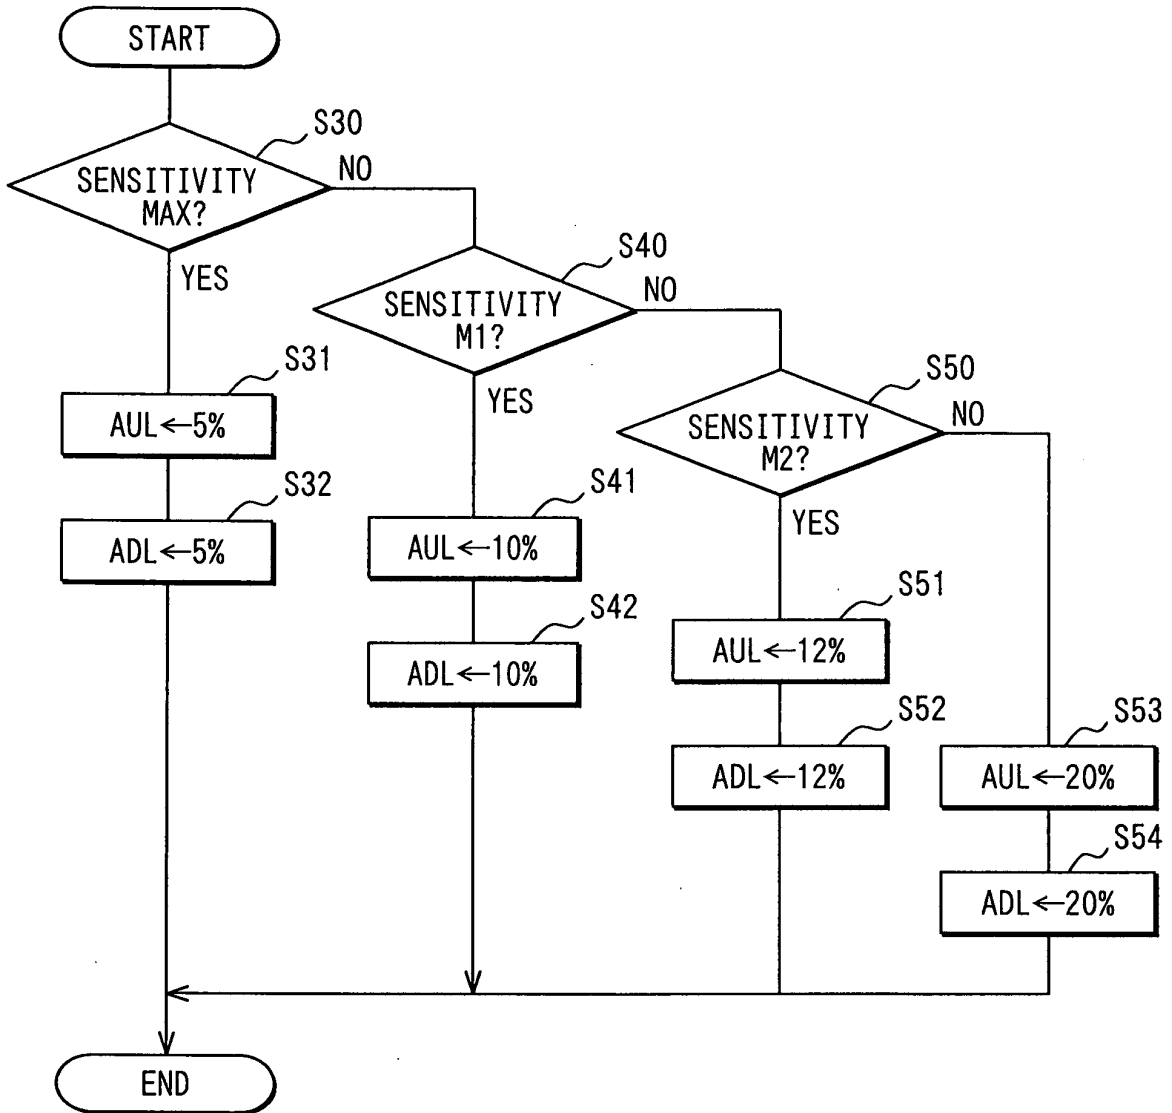 START
S30
SENSITIVITY
MAX?
NO
YES
S40
SENSITIVITY
M1?
NO
YES
S50
SENSITIVITY
M2?
NO
YES
S31
AUL←5%
S32
ADL←5%
S41
AUL←10%
S42
ADL←10%
S51
AUL←12%
S52
ADL←12%
S53
AUL←20%
S54
ADL←20%
END